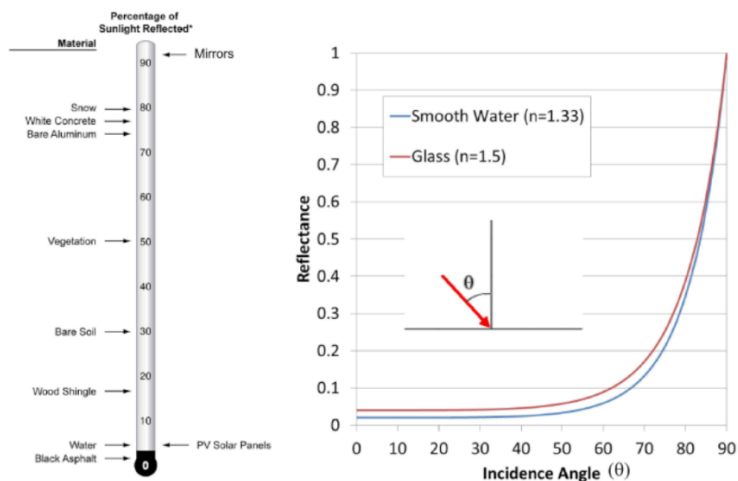 Percentage of
Sunlight Reflected*
Material
90
Mirrors
Snow
80
White Concrete
Bare Aluminum
70
60
Vegetation
50
40
Bare Soil
30
20
Wood Shingle
10
Water
PV Solar Panels
Black Asphalt
0
1
0.9
0.8
0.7
0.6
0.5
0.4
0.3
0.2
0.1
0
Reflectance
Smooth Water (n=1.33)
Glass (n=1.5)
θ
0 10 20 30 40 50 60 70 80 90
Incidence Angle (θ)